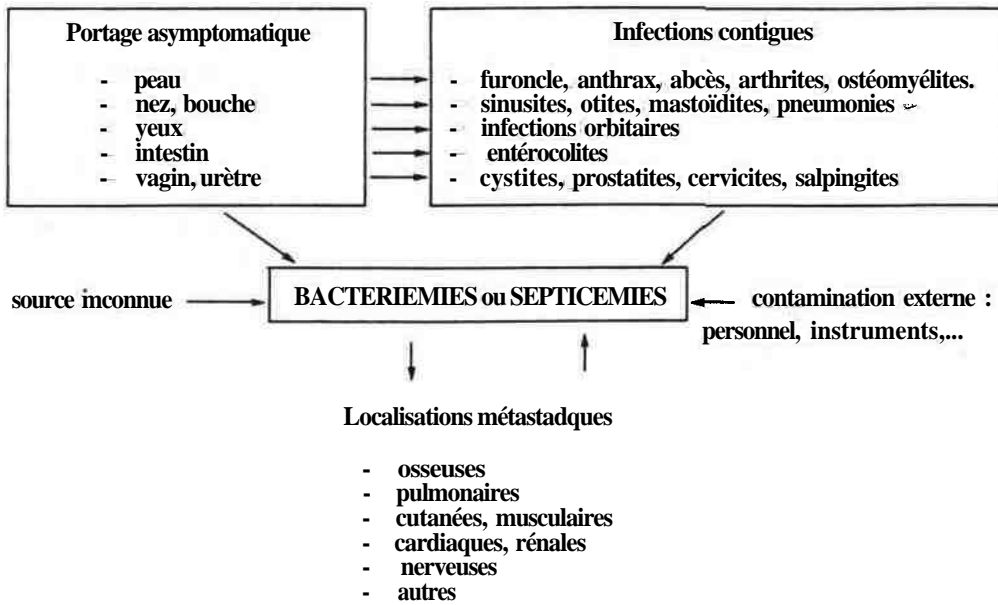 Portage asymptomatique
- peau
- nez, bouche
- yeux
- intestin
- vagin, urètre
Infections contigues
- furoncle, anthrax, abcès, arthrites, ostéomyélites.
- sinusites, otites, mastoïdites, pneumonies
- infections orbitaires
- entérocolites
- cystites, prostatites, cervicites, salpingites
source inconnue
BACTERIEMIES ou SEPTICEMIES
contamination externe :
personnel, instruments,...
Localisations métastadques
- osseuses
- pulmonaires
- cutanées, musculaires
- cardiaques, rénales
- nerveuses
- autres